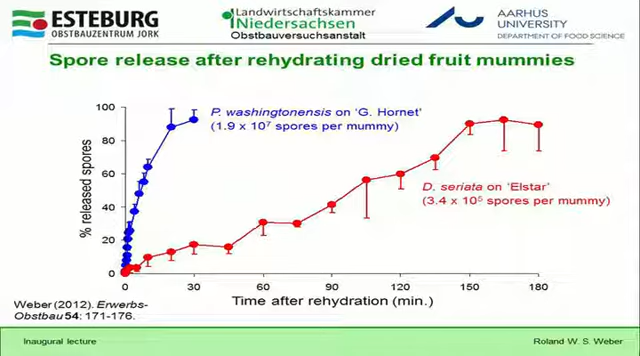 ESTEBURG
OBSTBAUZENTRUM JORK
Landwirtschaftskammer
Niedersachsen
Obstbauversuchsanstalt
AARHUS
UNIVERSITY
DEPARTMENT OF FOOD SCIENCE
Spore release after rehydrating dried fruit mummies
% released spores
100
80
60
40
20
0
P. washingtonensis on ‘G. Hornet’
(1.9 x 10⁷ spores per mummy)
D. seriata on ‘Elstar’
(3.4 x 10⁵ spores per mummy)
0 30 60 90 120 150 180
Time after rehydration (min.)
Weber (2012). Erwerbs-
Obstbau 54: 171-176.
Inaugural lecture
Roland W. S. Weber